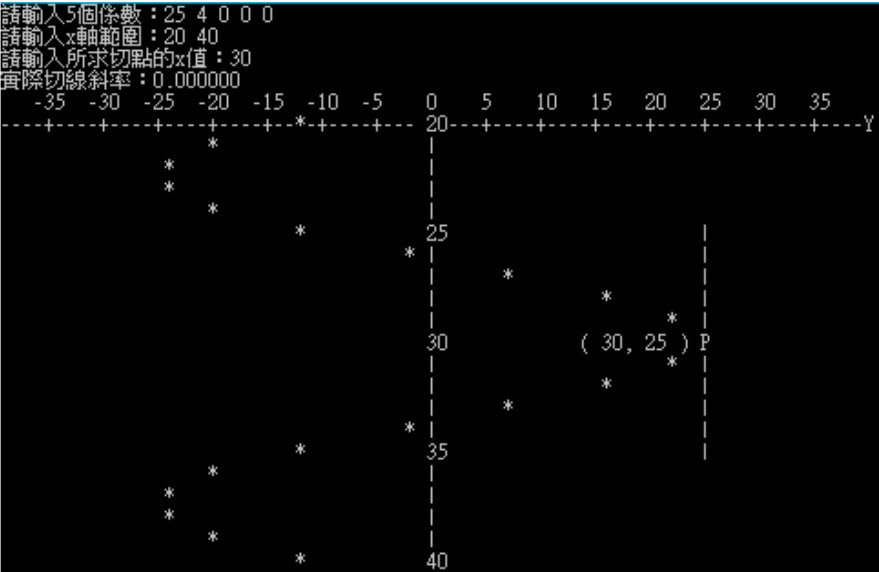 請輸入5個係數：25 4 0 0 0
請輸入x軸範圍：20 40
請輸入所求切點的x值：30
實際切線斜率：0.000000
-35 -30 -25 -20 -15 -10 -5 0 5 10 15 20 25 30 35
----+----+----+----+----+-*--+----+--- 20---+----+----+----+----+----+----+----Y
* |
* |
* |
* |
* 25 |
* | |
| * |
| * |
| * |
30 ( 30, 25 ) P
| * |
| * |
| * |
* | |
* 35 |
* |
* |
* |
* |
* 40